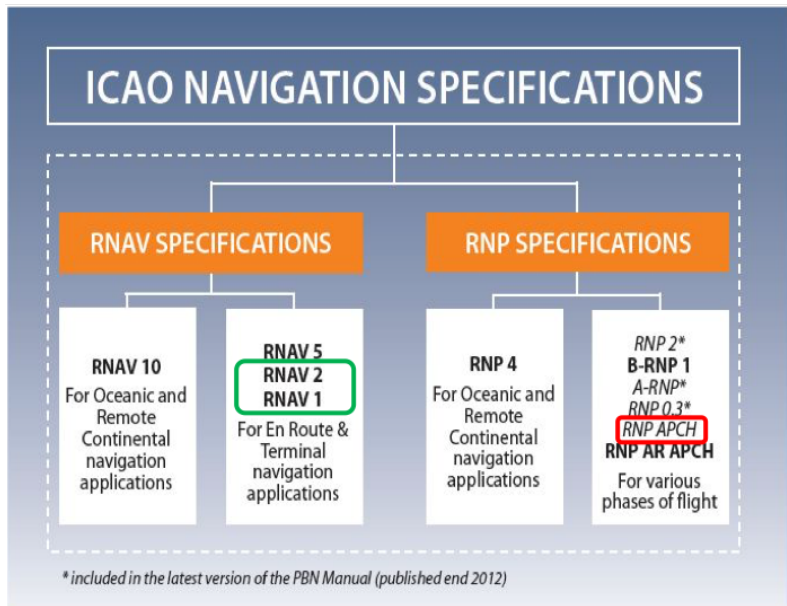 ICAO NAVIGATION SPECIFICATIONS
RNAV SPECIFICATIONS
RNP SPECIFICATIONS
RNAV 10
For Oceanic and
Remote
Continental
navigation
applications
RNAV 5
RNAV 2
RNAV 1
For En Route &
Terminal
navigation
applications
RNP 4
For Oceanic and
Remote
Continental
navigation
applications
RNP 2*
B-RNP 1
A-RNP*
RNP 0,3*
RNP APCH
RNP AR APCH
For various
phases of flight
* included in the latest version of the PBN Manual (published end 2012)